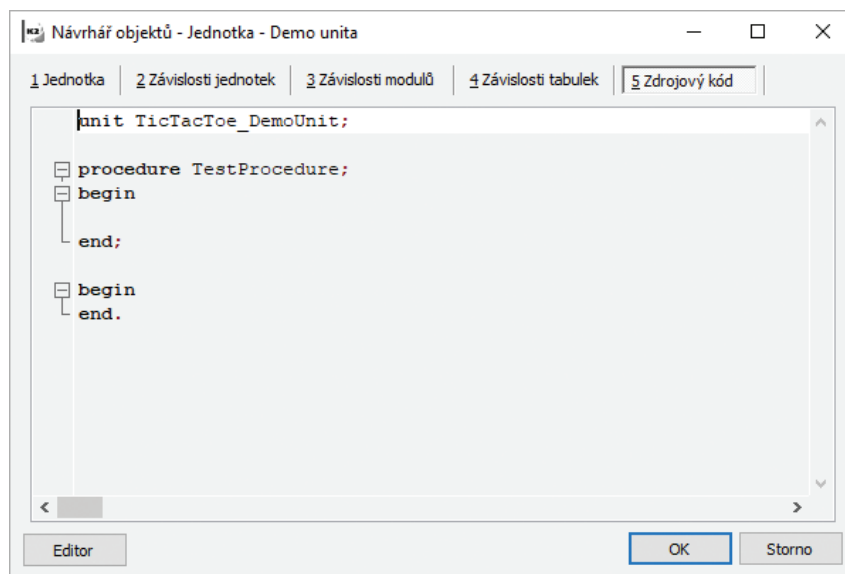 K2 Návrhář objektů - Jednotka - Demo unita
1 Jednotka 2 Závislosti jednotek 3 Závislosti modulů 4 Závislosti tabulek 5 Zdrojový kód
unit TicTacToe_DemoUnit;
procedure TestProcedure;
begin
end;
begin
end.
Editor OK Storno